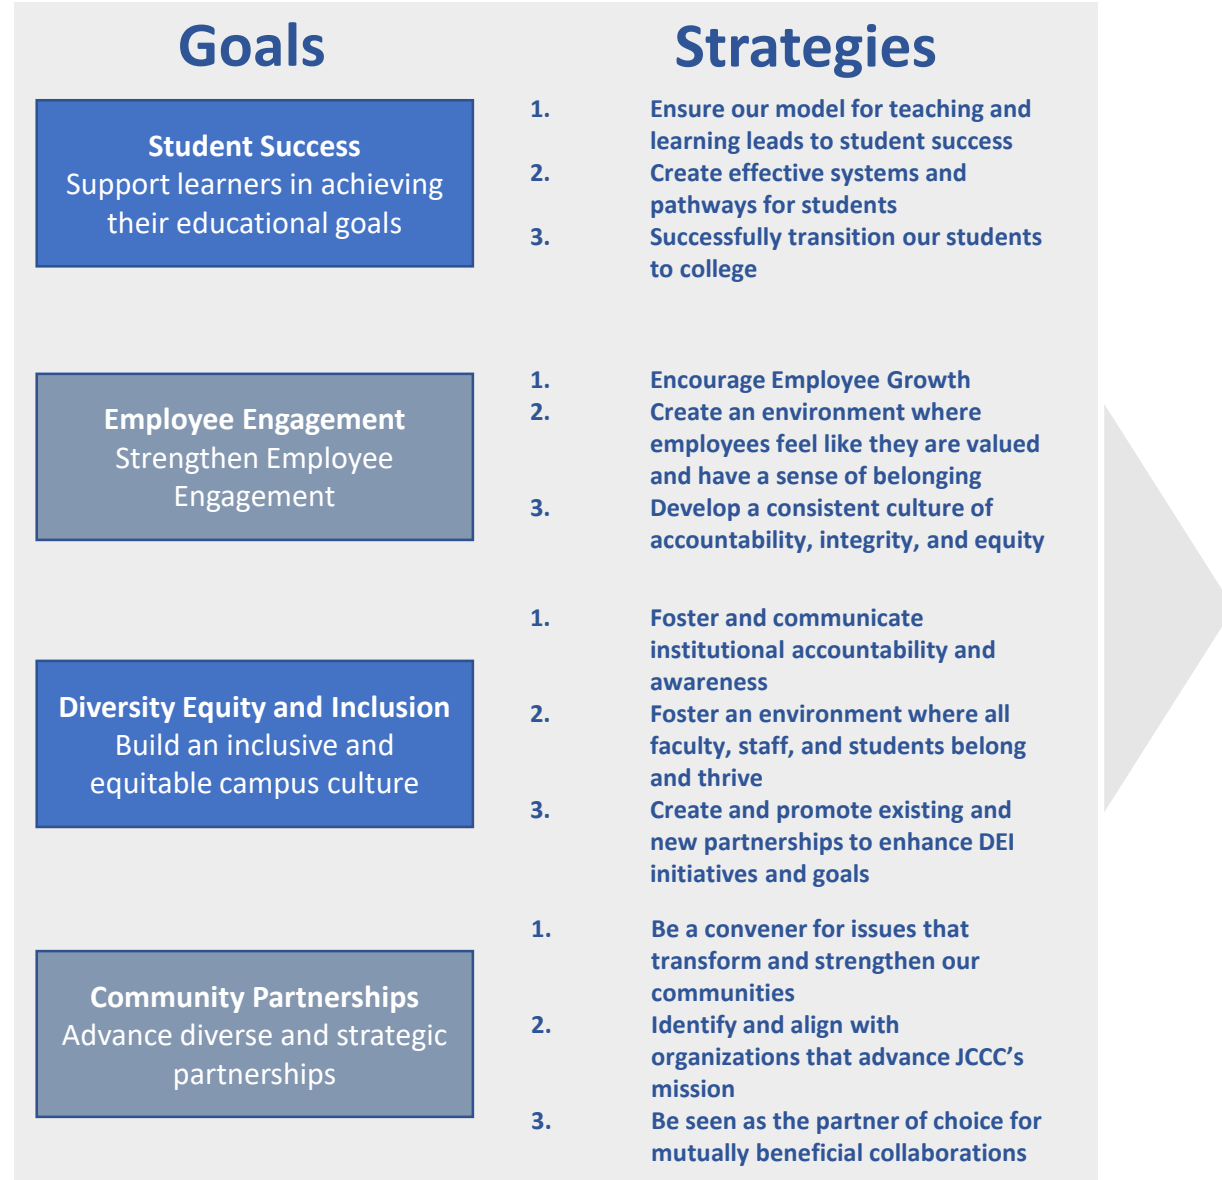 Goals
Strategies
Student Success
Support learners in achieving
their educational goals
1. Ensure our model for teaching and
learning leads to student success
2. Create effective systems and
pathways for students
3. Successfully transition our students
to college
Employee Engagement
Strengthen Employee
Engagement
1. Encourage Employee Growth
2. Create an environment where
employees feel like they are valued
and have a sense of belonging
3. Develop a consistent culture of
accountability, integrity, and equity
Diversity Equity and Inclusion
Build an inclusive and
equitable campus culture
1. Foster and communicate
institutional accountability and
awareness
2. Foster an environment where all
faculty, staff, and students belong
and thrive
3. Create and promote existing and
new partnerships to enhance DEI
initiatives and goals
Community Partnerships
Advance diverse and strategic
partnerships
1. Be a convener for issues that
transform and strengthen our
communities
2. Identify and align with
organizations that advance JCCC’s
mission
3. Be seen as the partner of choice for
mutually beneficial collaborations